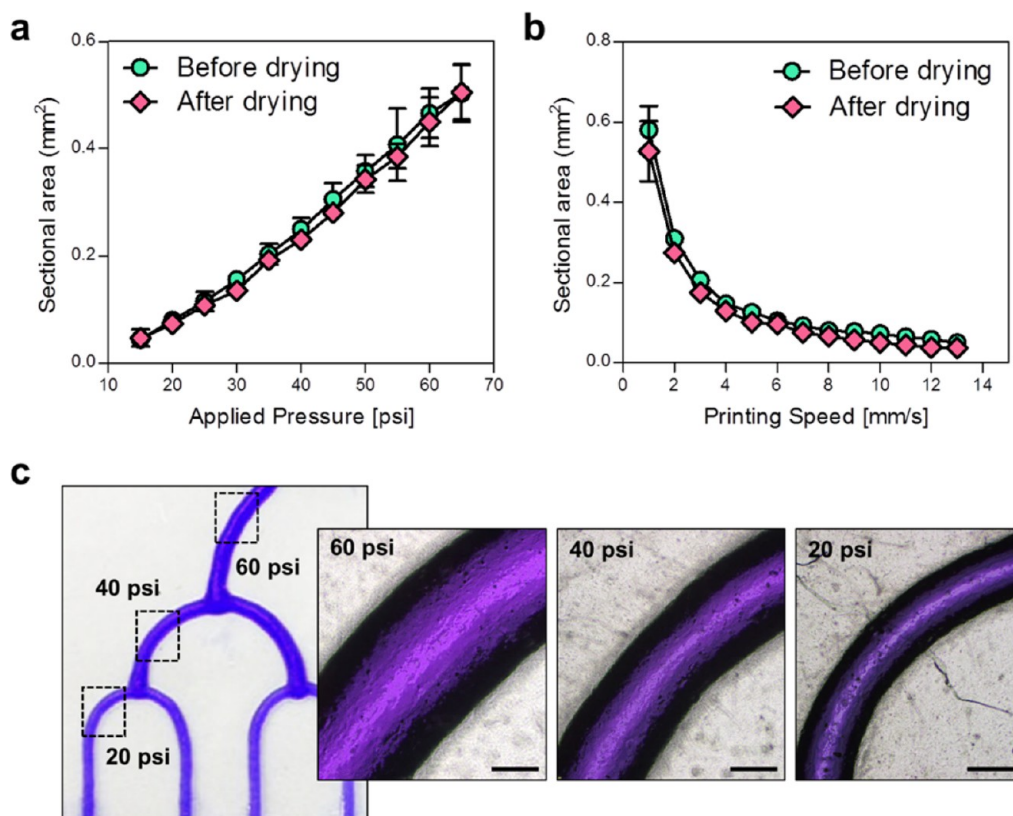 a
Before drying
After drying
Sectional area (mm²)
0.6
0.4
0.2
0.0
10 20 30 40 50 60 70
Applied Pressure [psi]
b
Before drying
After drying
Sectional area (mm²)
0.8
0.6
0.4
0.2
0.0
0 2 4 6 8 10 12 14
Printing Speed [mm/s]
c
60 psi
40 psi
20 psi
60 psi
40 psi
20 psi